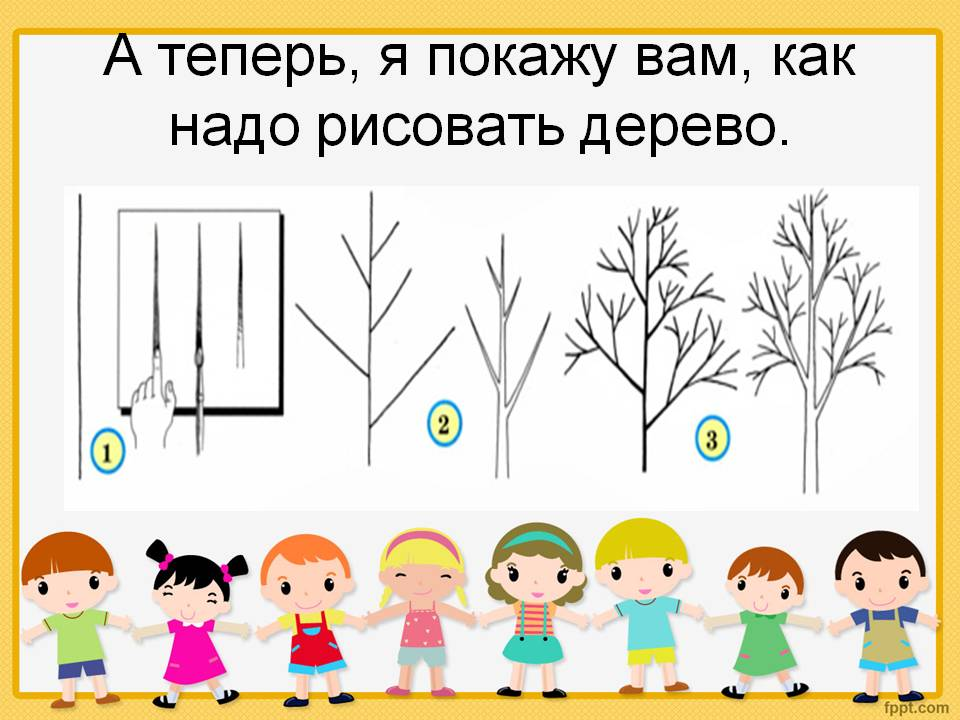 А теперь, я покажу вам, как
надо рисовать дерево.
1
2
3
fppt.com